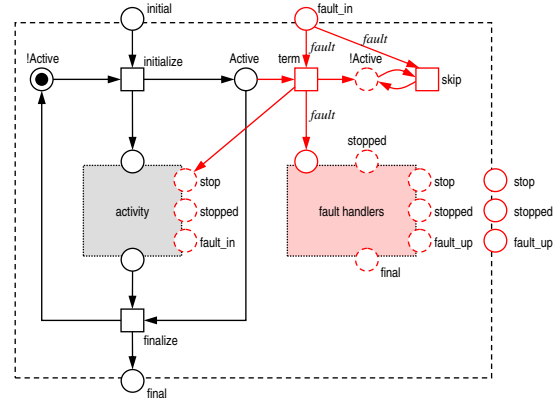 initial
fault_in
fault
fault
!Active
initialize
Active
term
!Active
skip
fault
stopped
stop
stop
stop
activity
stopped
fault handlers
stopped
stopped
fault_in
fault_up
fault_up
final
finalize
final